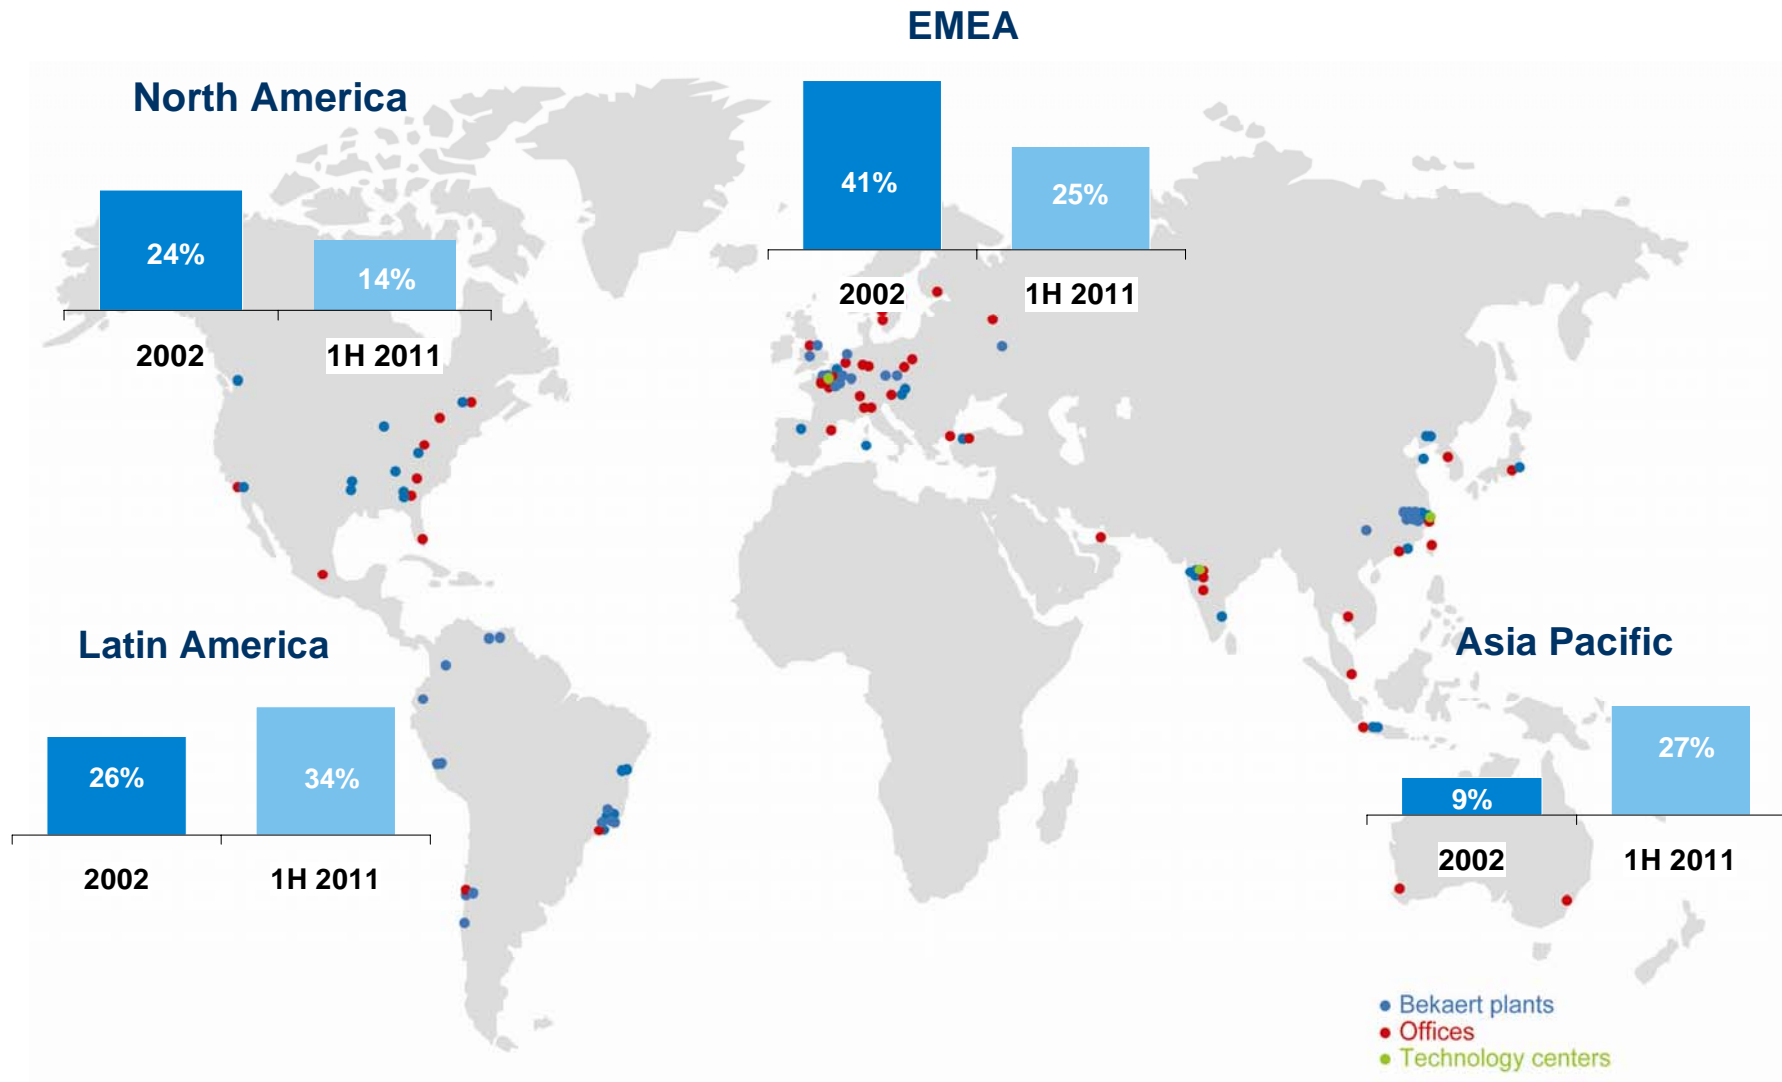 EMEA
North America
41%
25%
24%
14%
2002
1H 2011
2002
1H 2011
Latin America
Asia Pacific
26%
34%
27%
9%
2002
1H 2011
2002
1H 2011
Bekaert plants
Offices
Technology centers